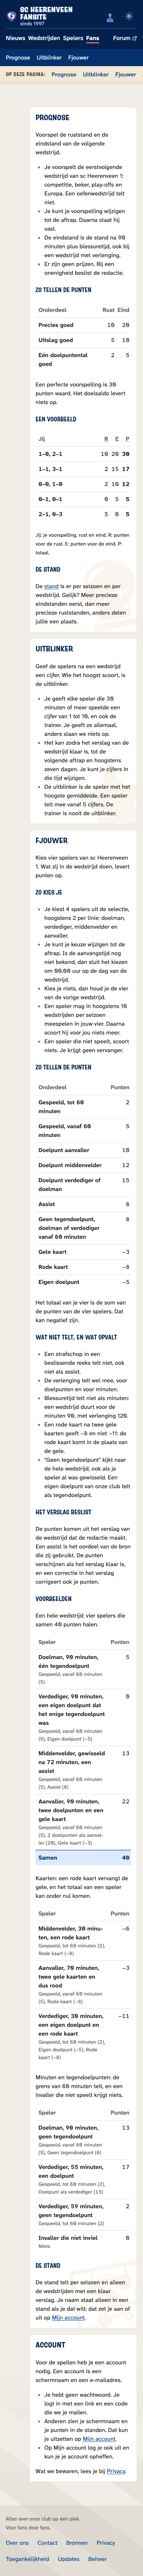 SC HEERENVEEN
FANSITE
sinds 1997
Nieuws Wedstrijden Spelers Fans Forum
Prognose Uitblinker Fjouwer
OP DEZE PAGINA: Prognose Uitblinker Fjouwer
PROGNOSE
Voorspel de ruststand en de
eindstand van de volgende
wedstrijd.
Je voorspelt de eerstvolgende
wedstrijd van sc Heerenveen 1:
competitie, beker, play-offs en
Europa. Een oefenwedstrijd telt
niet.
Je kunt je voorspelling wijzigen
tot de aftrap. Daarna staat hij
vast.
De eindstand is de stand na 90
minuten plus blessuretijd, ook bij
een wedstrijd met verlenging.
Er zijn geen prijzen. Bij een
onenigheid beslist de redactie.
ZO TELLEN DE PUNTEN
Onderdeel Rust Eind
Precies goed 10 20
Uitslag goed 5 10
Eén doelpuntental
goed 2 5
Een perfecte voorspelling is 30
punten waard. Het doelsaldo levert
niets op.
EEN VOORBEELD
Jij R E P
1–0, 2–1 10 20 30
1–1, 3–1 2 15 17
0–0, 1–0 2 10 12
0–1, 0–1 0 5 5
2–1, 0–3 5 0 5
Jij: je voorspelling, rust en eind. R: punten
voor de rust. E: punten voor de eind. P:
totaal.
DE STAND
De stand is er per seizoen en per
wedstrijd. Gelijk? Meer precieze
eindstanden eerst, dan meer
precieze ruststanden, anders delen
jullie een plaats.
UITBLINKER
Geef de spelers na een wedstrijd
een cijfer. Wie het hoogst scoort, is
de uitblinker.
Je geeft elke speler die 30
minuten of meer speelde een
cijfer van 1 tot 10, en ook de
trainer. Je geeft ze allemaal,
anders slaan we niets op.
Het kan zodra het verslag van de
wedstrijd klaar is, tot de
volgende aftrap en hoogstens
zeven dagen. Je kunt je cijfers in
die tijd wijzigen.
De uitblinker is de speler met het
hoogste gemiddelde. Een speler
telt mee vanaf 5 cijfers. De
trainer is nooit de uitblinker.
FJOUWER
Kies vier spelers van sc Heerenveen
1. Wat zij in de wedstrijd doen, levert
punten op.
ZO KIES JE
Je kiest 4 spelers uit de selectie,
hoogstens 2 per linie: doelman,
verdediger, middenvelder en
aanvaller.
Je kunt je keuze wijzigen tot de
aftrap. Is de aanvangstijd nog
niet bekend, dan sluit het kiezen
om 00.00 uur op de dag van de
wedstrijd.
Kies je niets, dan houd je de vier
van de vorige wedstrijd.
Een speler mag in hoogstens 10
wedstrijden per seizoen
meespelen in jouw vier. Daarna
scoort hij voor jou niets meer.
Een speler die niet speelt, scoort
niets. Je krijgt geen vervanger.
ZO TELLEN DE PUNTEN
Onderdeel Punten
Gespeeld, tot 60
minuten 2
Gespeeld, vanaf 60
minuten 5
Doelpunt aanvaller 10
Doelpunt middenvelder 12
Doelpunt verdediger of
doelman 15
Assist 8
Geen tegendoelpunt,
doelman of verdediger
vanaf 60 minuten 8
Gele kaart –3
Rode kaart –8
Eigen doelpunt –5
Het totaal van je vier is de som van
de punten van die vier spelers. Dat
kan negatief zijn.
WAT NIET TELT, EN WAT OPVALT
Een strafschop in een
beslissende reeks telt niet, ook
niet als assist.
De verlenging telt wel mee, voor
doelpunten en voor minuten.
Blessuretijd telt niet als minuten:
een wedstrijd duurt voor de
minuten 90, met verlenging 120.
Een rode kaart na twee gele
kaarten geeft –8 en niet –11: de
rode kaart komt in de plaats van
de gele.
“Geen tegendoelpunt” kijkt naar
de hele wedstrijd, ook als je
speler al was gewisseld. Een
eigen doelpunt van onze club telt
als tegendoelpunt.
HET VERSLAG BESLIST
De punten komen uit het verslag van
de wedstrijd dat de redactie maakt.
Een assist is het oordeel van de bron
die zij gebruikt. De punten
verschijnen als het verslag klaar is,
en een correctie in het verslag
corrigeert ook je punten.
VOORBEELDEN
Een hele wedstrijd: vier spelers die
samen 40 punten halen.
Speler Punten
Doelman, 90 minuten,
één tegendoelpunt 5
Gespeeld, vanaf 60 minuten
(5)
Verdediger, 90 minuten,
een eigen doelpunt dat
het enige tegendoelpunt
was 0
Gespeeld, vanaf 60 minuten
(5), Eigen doelpunt (–5)
Middenvelder, gewisseld
na 72 minuten, een
assist 13
Gespeeld, vanaf 60 minuten
(5), Assist (8)
Aanvaller, 90 minuten,
twee doelpunten en een
gele kaart 22
Gespeeld, vanaf 60 minuten
(5), 2 doelpunten als aanval-
ler (20), Gele kaart (–3)
Samen 40
Kaarten: een rode kaart vervangt de
gele, en het totaal van een speler
kan onder nul komen.
Speler Punten
Middenvelder, 30 minu-
ten, een rode kaart –6
Gespeeld, tot 60 minuten (2),
Rode kaart (–8)
Aanvaller, 70 minuten,
twee gele kaarten en
dus rood –3
Gespeeld, vanaf 60 minuten
(5), Rode kaart (–8)
Verdediger, 30 minuten,
een eigen doelpunt en
een rode kaart –11
Gespeeld, tot 60 minuten (2),
Eigen doelpunt (–5), Rode
kaart (–8)
Minuten en tegendoelpunten: de
grens van 60 minuten telt, en een
invaller die niet speelt krijgt niets.
Speler Punten
Doelman, 90 minuten,
geen tegendoelpunt 13
Gespeeld, vanaf 60 minuten
(5), Geen tegendoelpunt (8)
Verdediger, 55 minuten,
een doelpunt 17
Gespeeld, tot 60 minuten (2),
Doelpunt als verdediger (15)
Verdediger, 59 minuten,
geen tegendoelpunt 2
Gespeeld, tot 60 minuten (2)
Invaller die niet inviel 0
Niets
DE STAND
De stand telt per seizoen en alleen
de wedstrijden met een klaar
verslag. Je naam staat alleen in een
stand als je dat wilt: dat zet je aan of
uit op Mijn account.
ACCOUNT
Voor de spellen heb je een account
nodig. Een account is een
schermnaam en een e-mailadres.
Je hebt geen wachtwoord. Je
logt in met een link en een code
die we je mailen.
Anderen zien je schermnaam en
je punten in de standen. Dat kun
je uitzetten op Mijn account.
Op Mijn account log je ook uit en
kun je je account opheffen.
Wat we bewaren, lees je bij Privacy.
Alles over onze club op één plek.
Voor fans door fans.
Over ons Contact Bronnen Privacy
Toegankelijkheid Updates Beheer